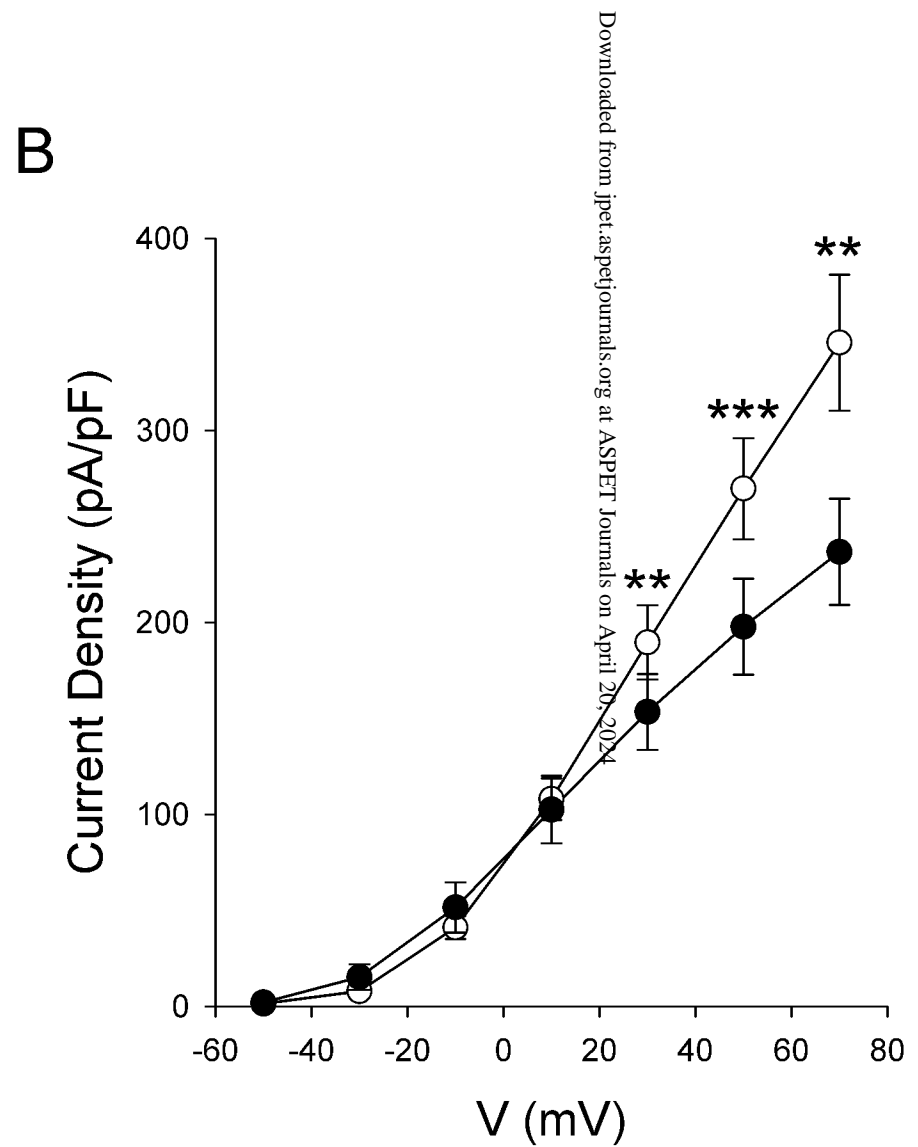 B
Downloaded from jpet.aspetjournals.org at ASPET Journals on April 20, 2024
Current Density (pA/pF)
400
300
200
100
0
**
***
**
-60 -40 -20 0 20 40 60 80
V (mV)